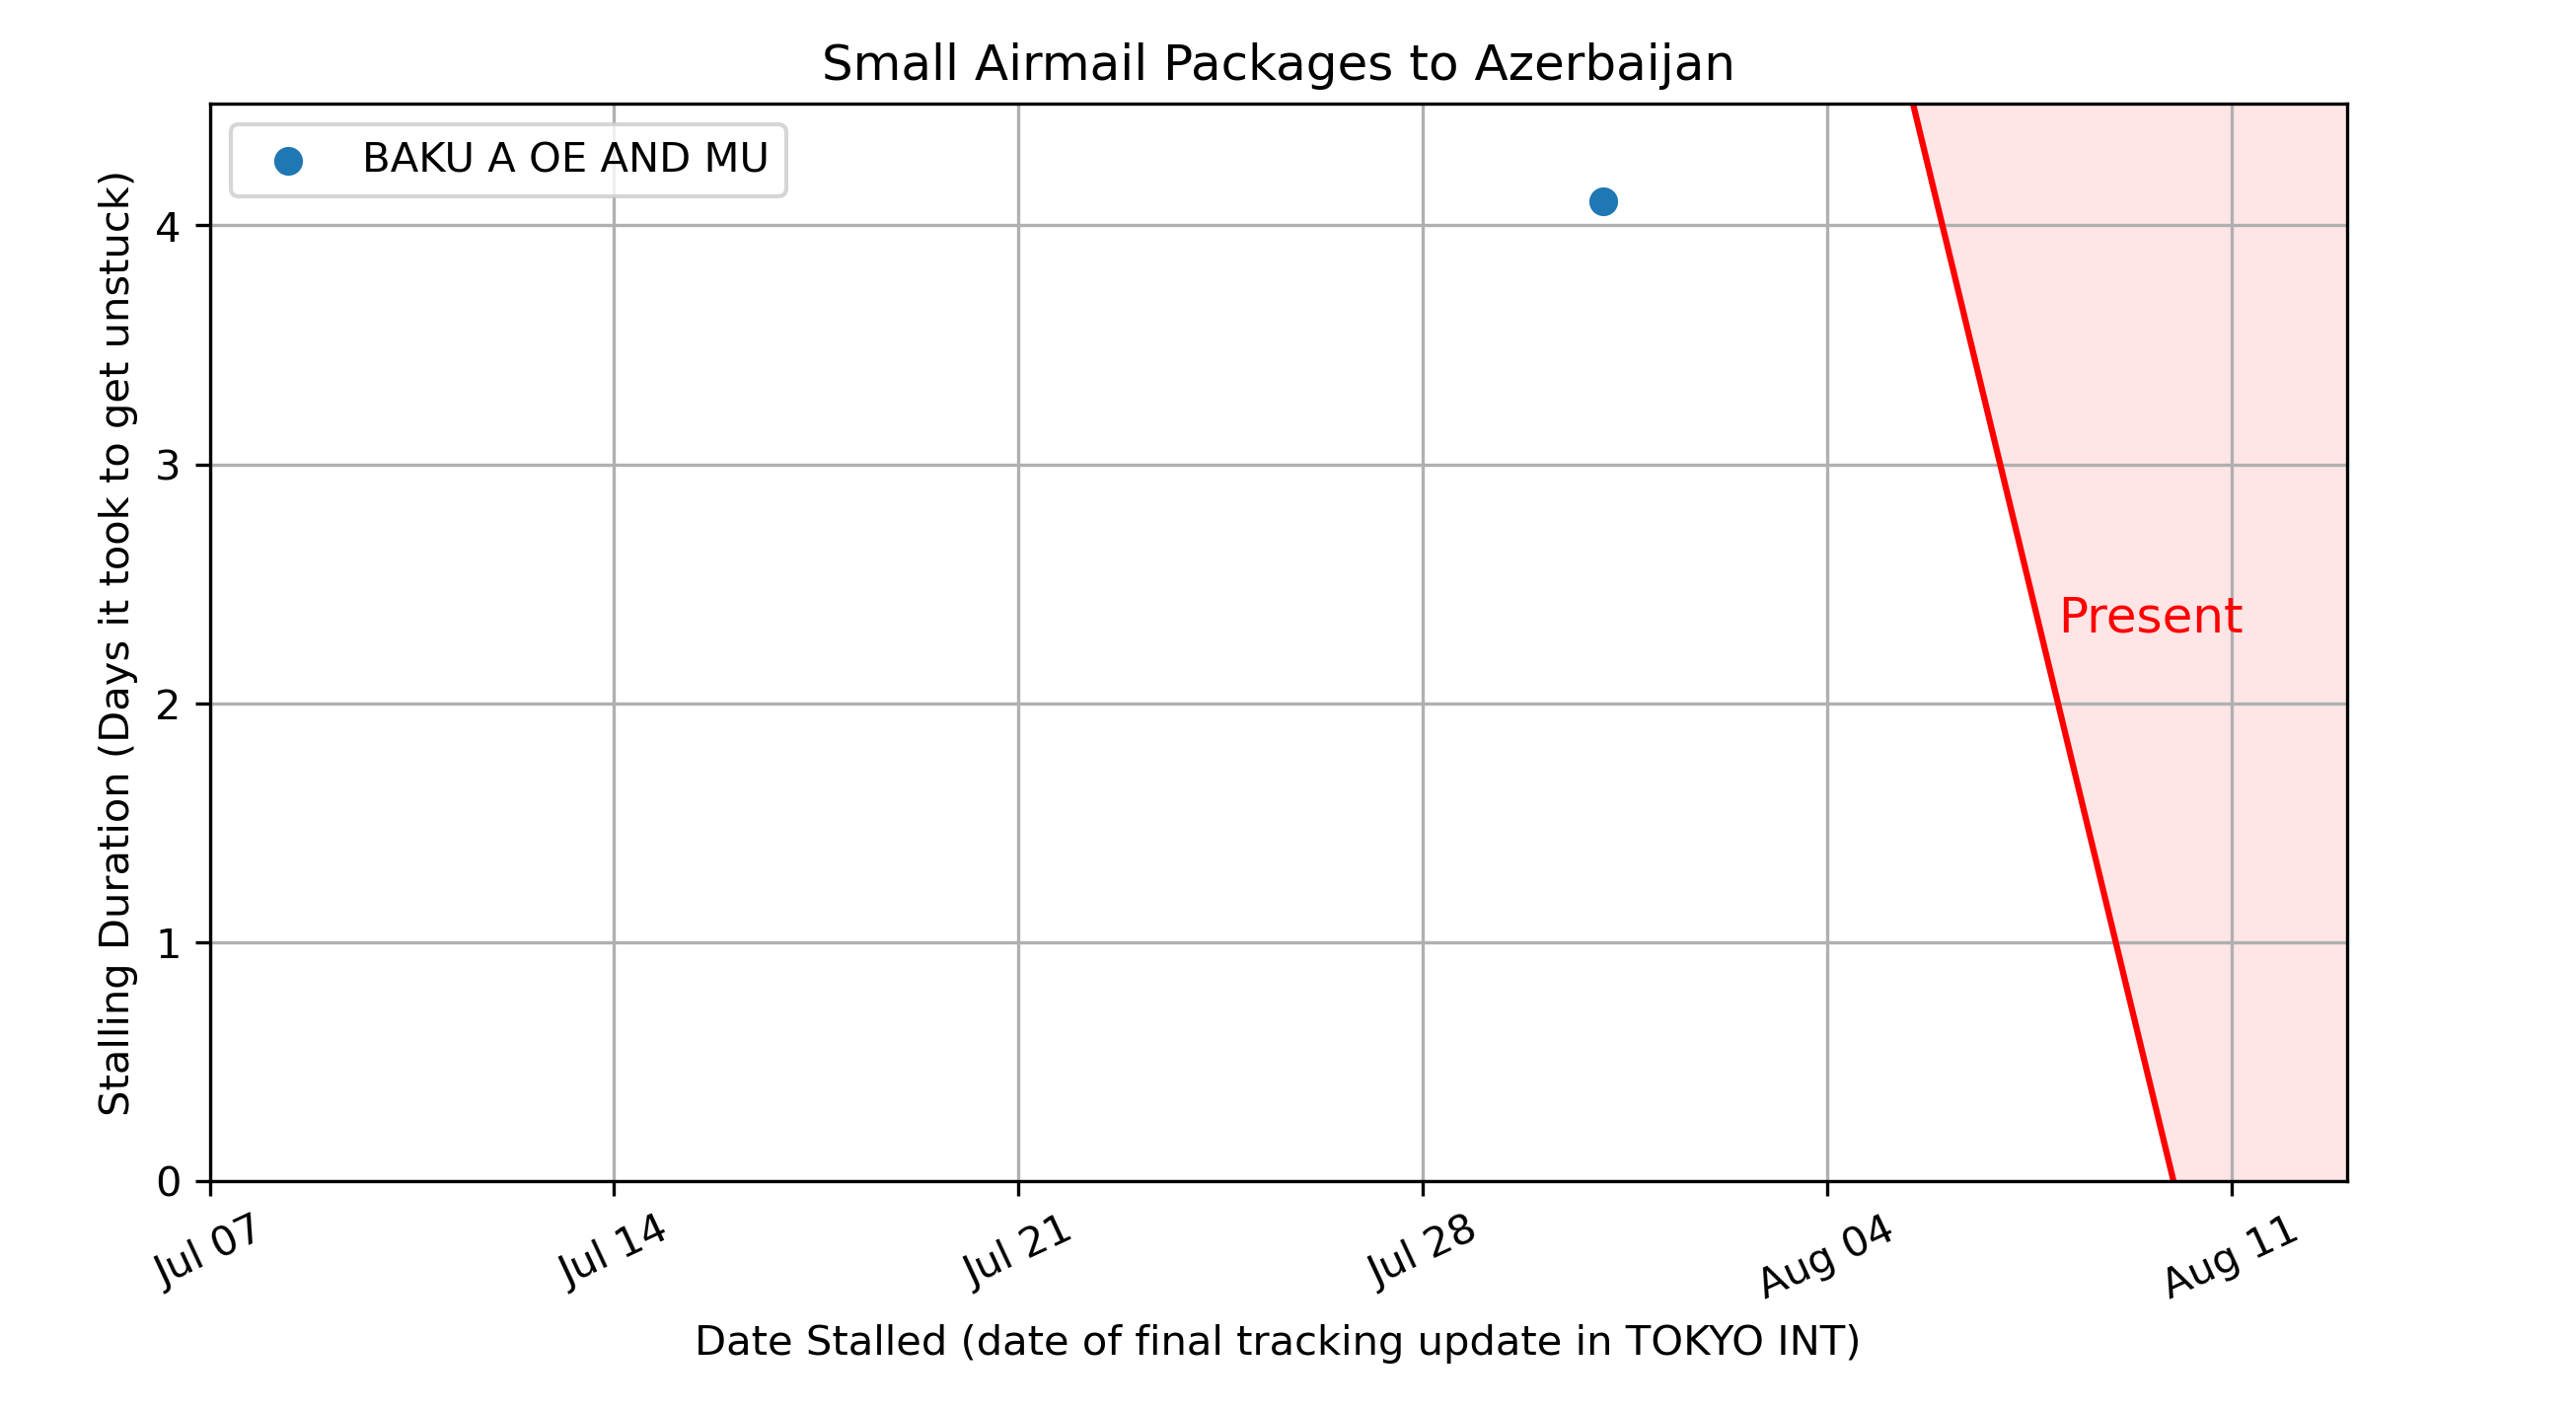 Small Airmail Packages to Azerbaijan
BAKU A OE AND MU
Stalling Duration (Days it took to get unstuck)
4
3
2
1
0
Present
Jul 07
Jul 14
Jul 21
Jul 28
Aug 04
Aug 11
Date Stalled (date of final tracking update in TOKYO INT)